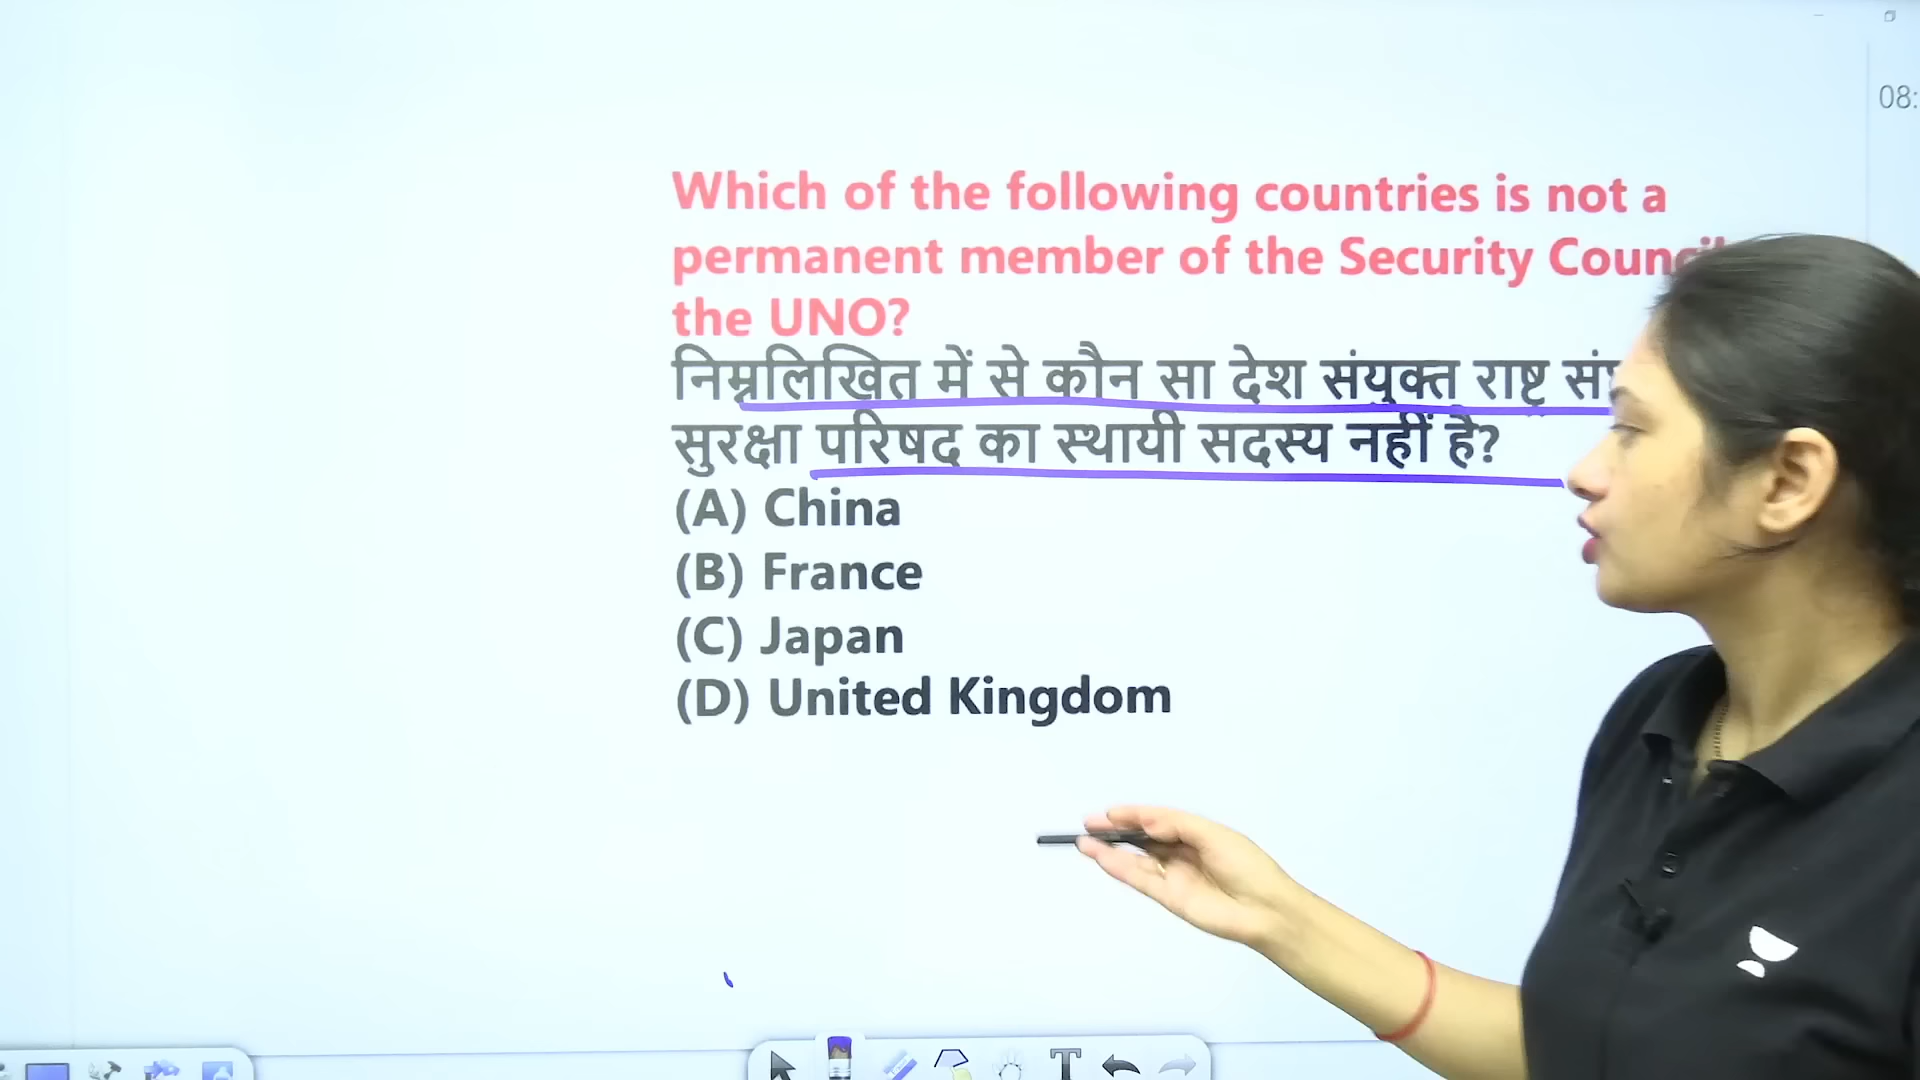 08:
Which of the following countries is not a
permanent member of the Security Council
the UNO?
निम्नलिखित में से कौन सा देश संयुक्त राष्ट्र
सुरक्षा परिषद का स्थायी सदस्य नहीं है?
(A) China
(B) France
(C) Japan
(D) United Kingdom
T